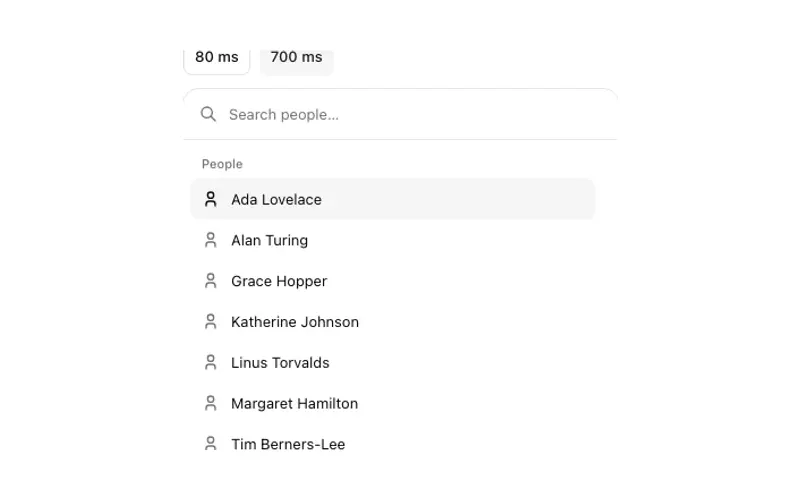 80 ms 700 ms
Search people...
People
Ada Lovelace
Alan Turing
Grace Hopper
Katherine Johnson
Linus Torvalds
Margaret Hamilton
Tim Berners-Lee